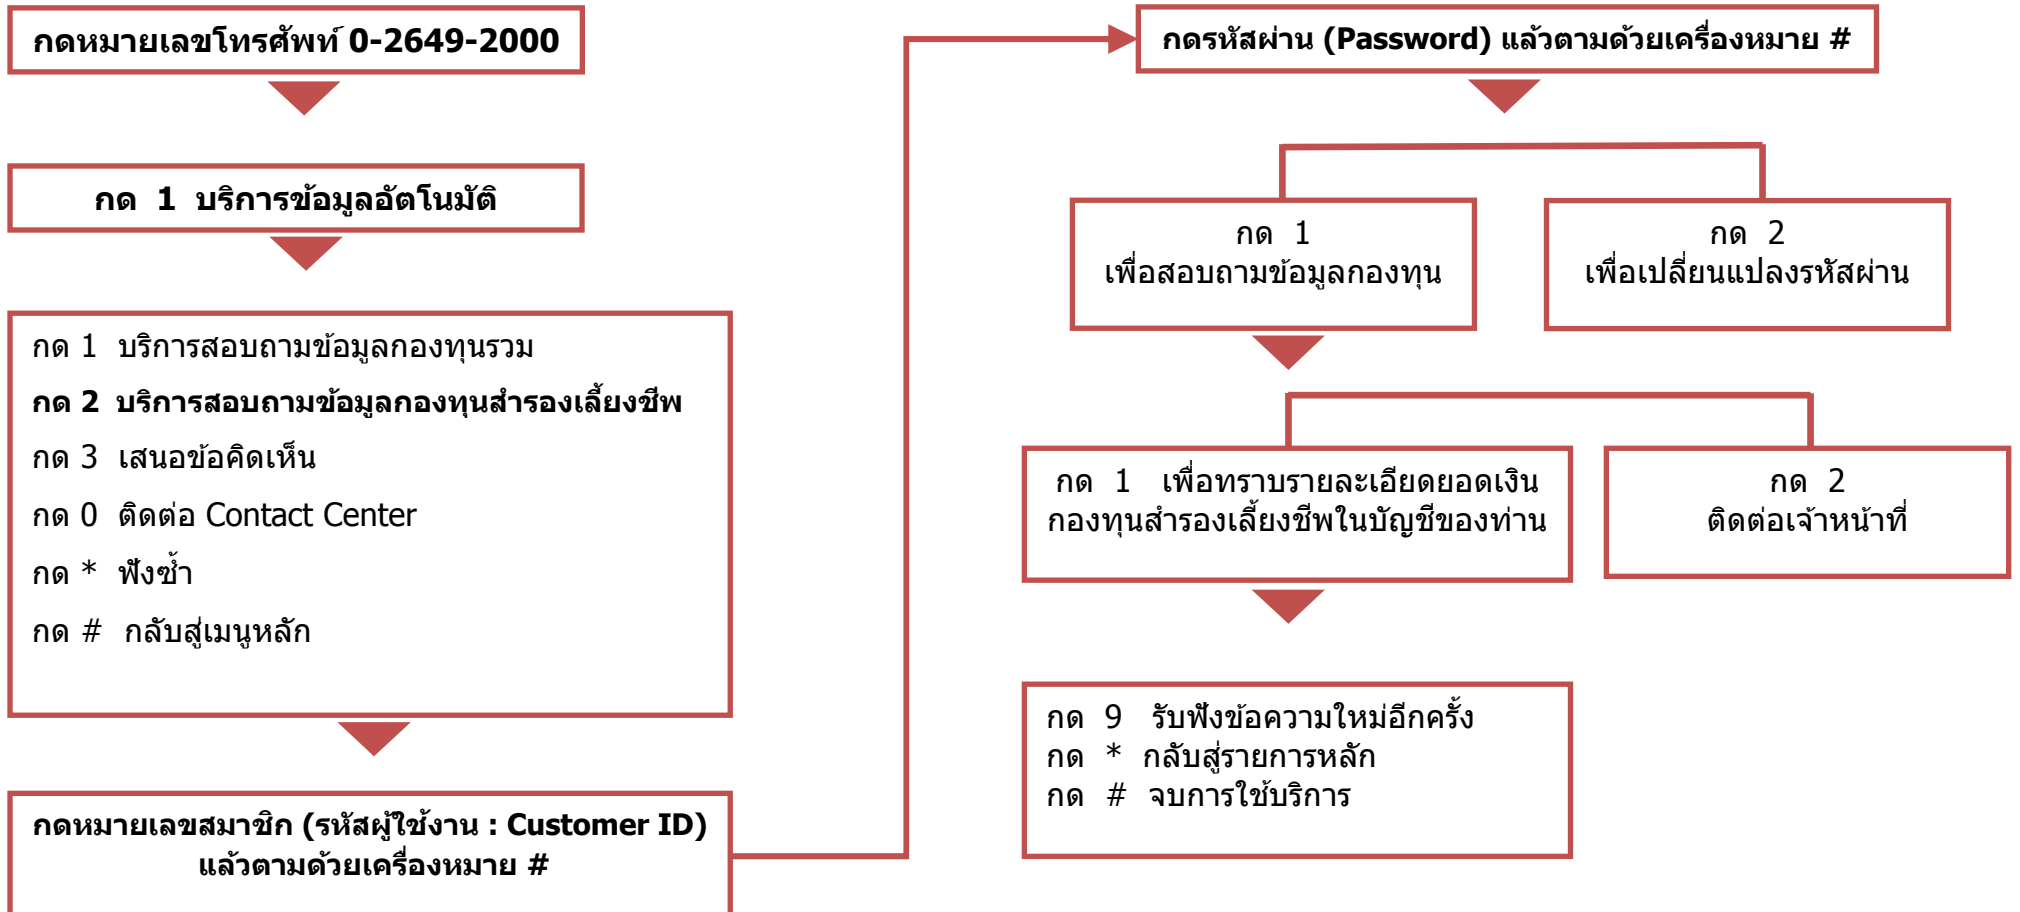 กดหมายเลขโทรศัพท์ 0-2649-2000
กด 1 บริการข้อมูลอัตโนมัติ
กด 1 บริการสอบถามข้อมูลกองทุนรวม
กด 2 บริการสอบถามข้อมูลกองทุนสำรองเลี้ยงชีพ
กด 3 เสนอข้อคิดเห็น
กด 0 ติดต่อ Contact Center
กด * ฟังซ้ำ
กด # กลับสู่เมนูหลัก
กดหมายเลขสมาชิก (รหัสผู้ใช้งาน : Customer ID)
แล้วตามด้วยเครื่องหมาย #
กดรหัสผ่าน (Password) แล้วตามด้วยเครื่องหมาย #
กด 1
เพื่อสอบถามข้อมูลกองทุน
กด 2
เพื่อเปลี่ยนแปลงรหัสผ่าน
กด 1 เพื่อทราบรายละเอียดยอดเงิน
กองทุนสำรองเลี้ยงชีพในบัญชีของท่าน
กด 2
ติดต่อเจ้าหน้าที่
กด 9 รับฟังข้อความใหม่อีกครั้ง
กด * กลับสู่รายการหลัก
กด # จบการใช้บริการ